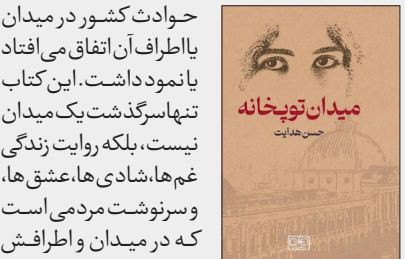 حوادث کشور در میدان
یا اطراف آن اتفاق می‌افتاد
یا نمود داشت. این کتاب
تنها سرگذشت یک میدان
نیست، بلکه روایت زندگی
غم‌ها، شادی‌ها، عشق‌ها،
و سرنوشت مردمی است
که در میدان و اطرافش
میدان توپخانه
حسن هدایت